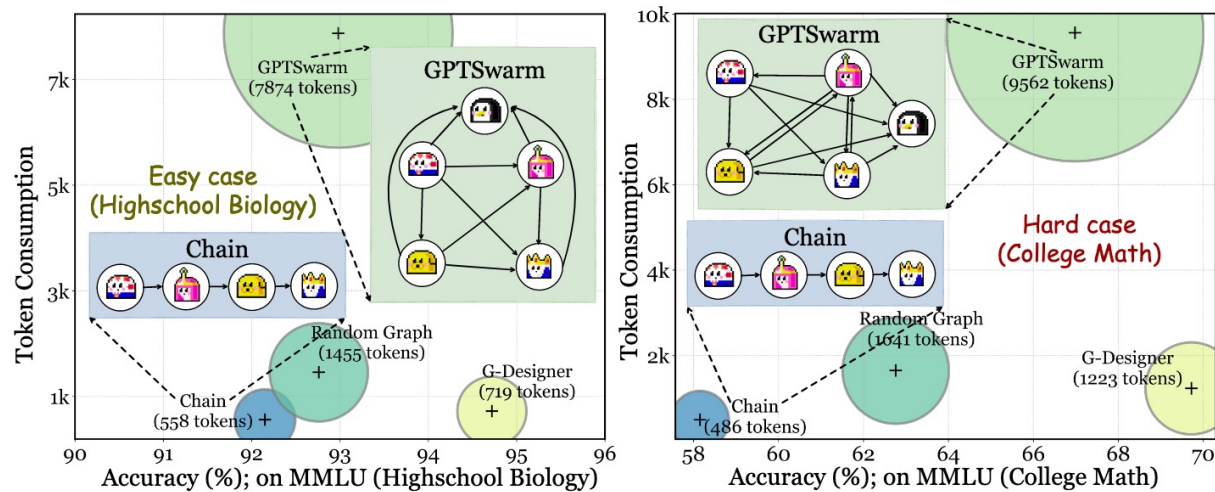 7k
5k
3k
1k
Token Consumption
GPTSwarm
(7874 tokens)
GPTSwarm
Easy case
(Highschool Biology)
Chain
Random Graph
(1455 tokens)
G-Designer
(719 tokens)
Chain
(558 tokens)
90
91
92
93
94
95
96
Accuracy (%); on MMLU (Highschool Biology)
10k
8k
6k
4k
2k
0k
Token Consumption
GPTSwarm
GPTSwarm
(9562 tokens)
Hard case
(College Math)
Chain
Random Graph
(1641 tokens)
G-Designer
(1223 tokens)
Chain
(486 tokens)
58
60
62
64
66
68
70
Accuracy (%); on MMLU (College Math)